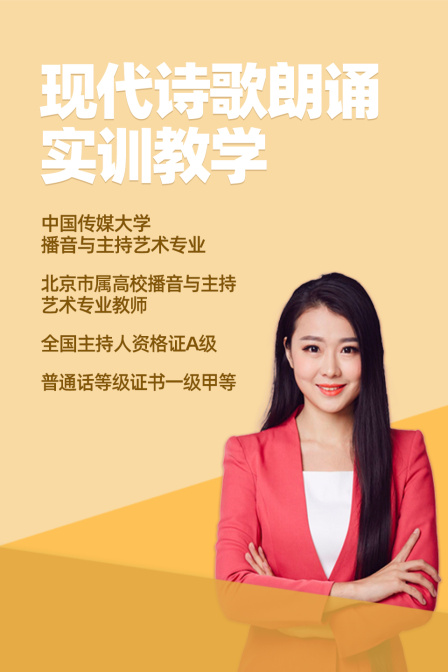 现代诗歌朗诵
实训教学
中国传媒大学
播音与主持艺术专业
北京市属高校播音与主持
艺术专业教师
全国主持人资格证A级
普通话等级证书一级甲等